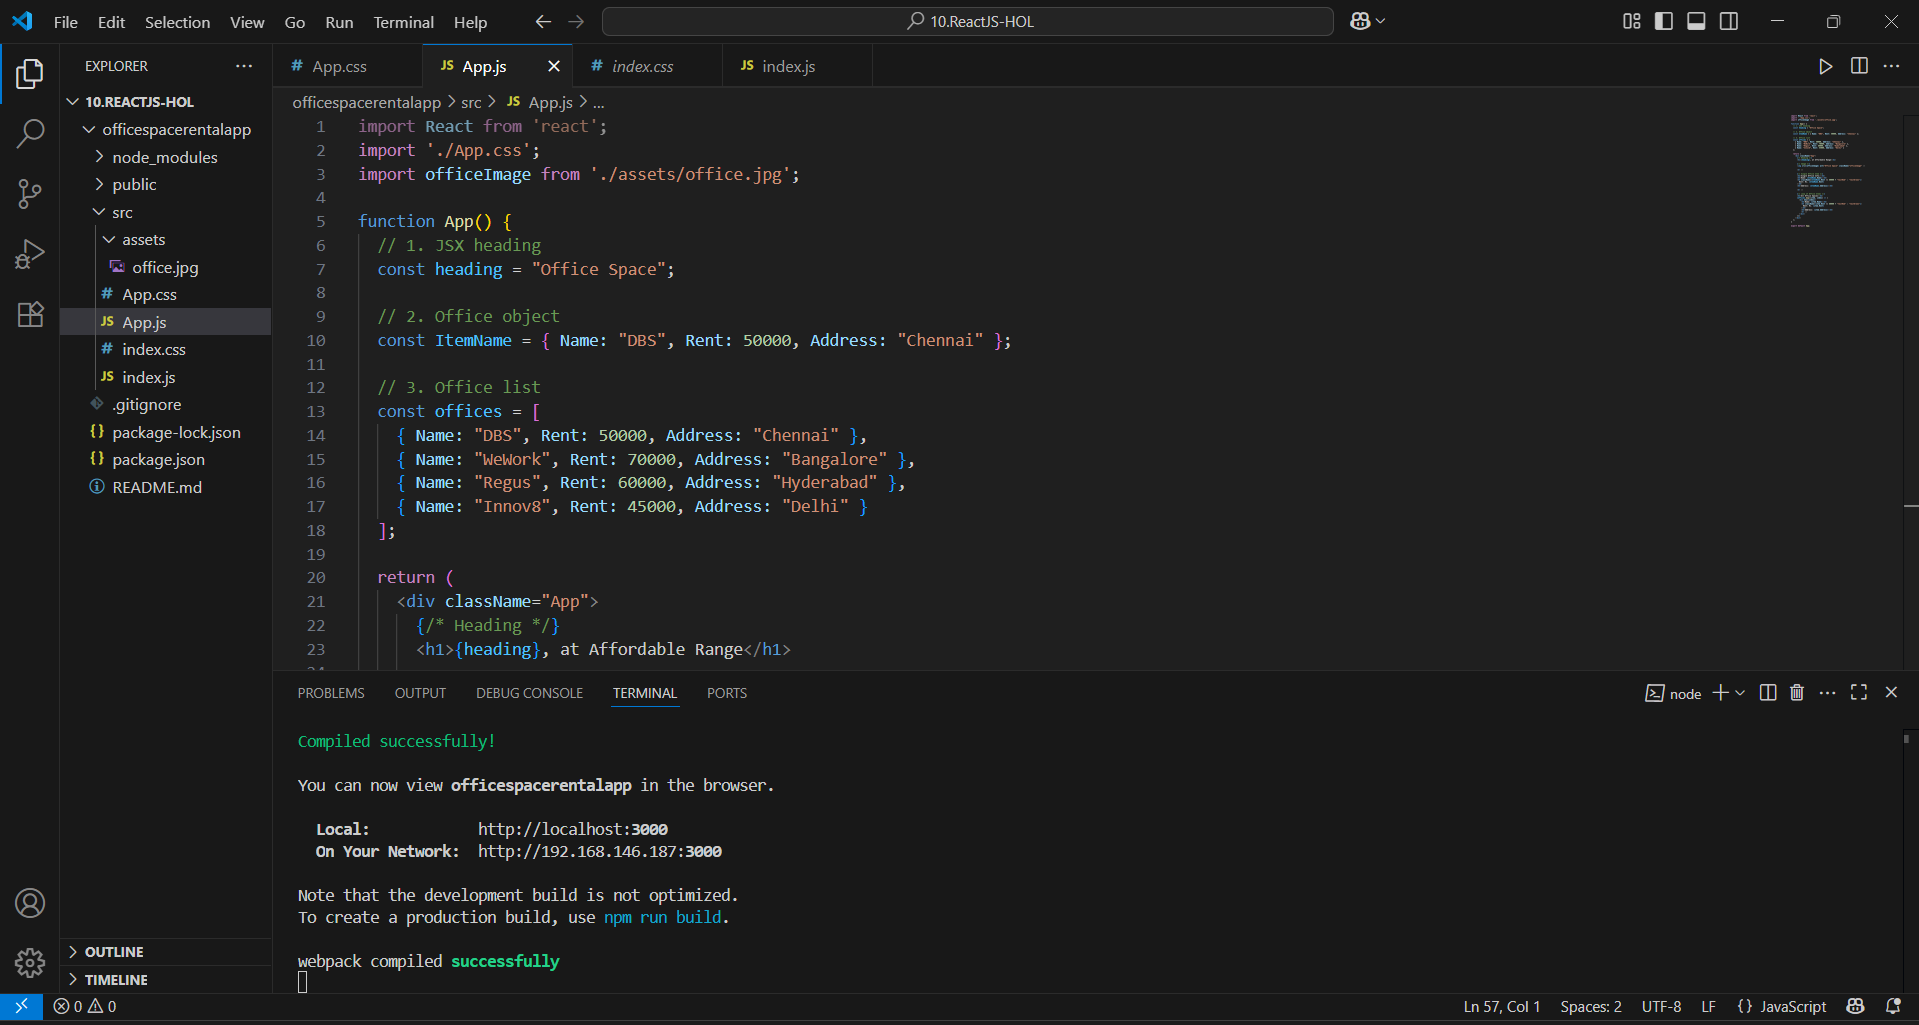 File Edit Selection View Go Run Terminal Help
10.ReactJS-HOL
EXPLORER
10.REACTJS-HOL
officespacerentalapp
node_modules
public
src
assets
office.jpg
# App.css
JS App.js
# index.css
JS index.js
.gitignore
{} package-lock.json
{} package.json
README.md
OUTLINE
TIMELINE
# App.css
JS App.js
# index.css
JS index.js
officespacerentalapp > src > JS App.js > ...
1 import React from 'react';
2 import './App.css';
3 import officeImage from './assets/office.jpg';
4
5 function App() {
6 // 1. JSX heading
7 const heading = "Office Space";
8
9 // 2. Office object
10 const ItemName = { Name: "DBS", Rent: 50000, Address: "Chennai" };
11
12 // 3. Office list
13 const offices = [
14 { Name: "DBS", Rent: 50000, Address: "Chennai" },
15 { Name: "WeWork", Rent: 70000, Address: "Bangalore" },
16 { Name: "Regus", Rent: 60000, Address: "Hyderabad" },
17 { Name: "Innov8", Rent: 45000, Address: "Delhi" }
18 ];
19
20 return (
21 <div className="App">
22 {/* Heading */}
23 <h1>{heading}, at Affordable Range</h1>
PROBLEMS OUTPUT DEBUG CONSOLE TERMINAL PORTS
node
Compiled successfully!
You can now view officespacerentalapp in the browser.
Local: http://localhost:3000
On Your Network: http://192.168.146.187:3000
Note that the development build is not optimized.
To create a production build, use npm run build.
webpack compiled successfully
0 0
Ln 57, Col 1 Spaces: 2 UTF-8 LF {} JavaScript